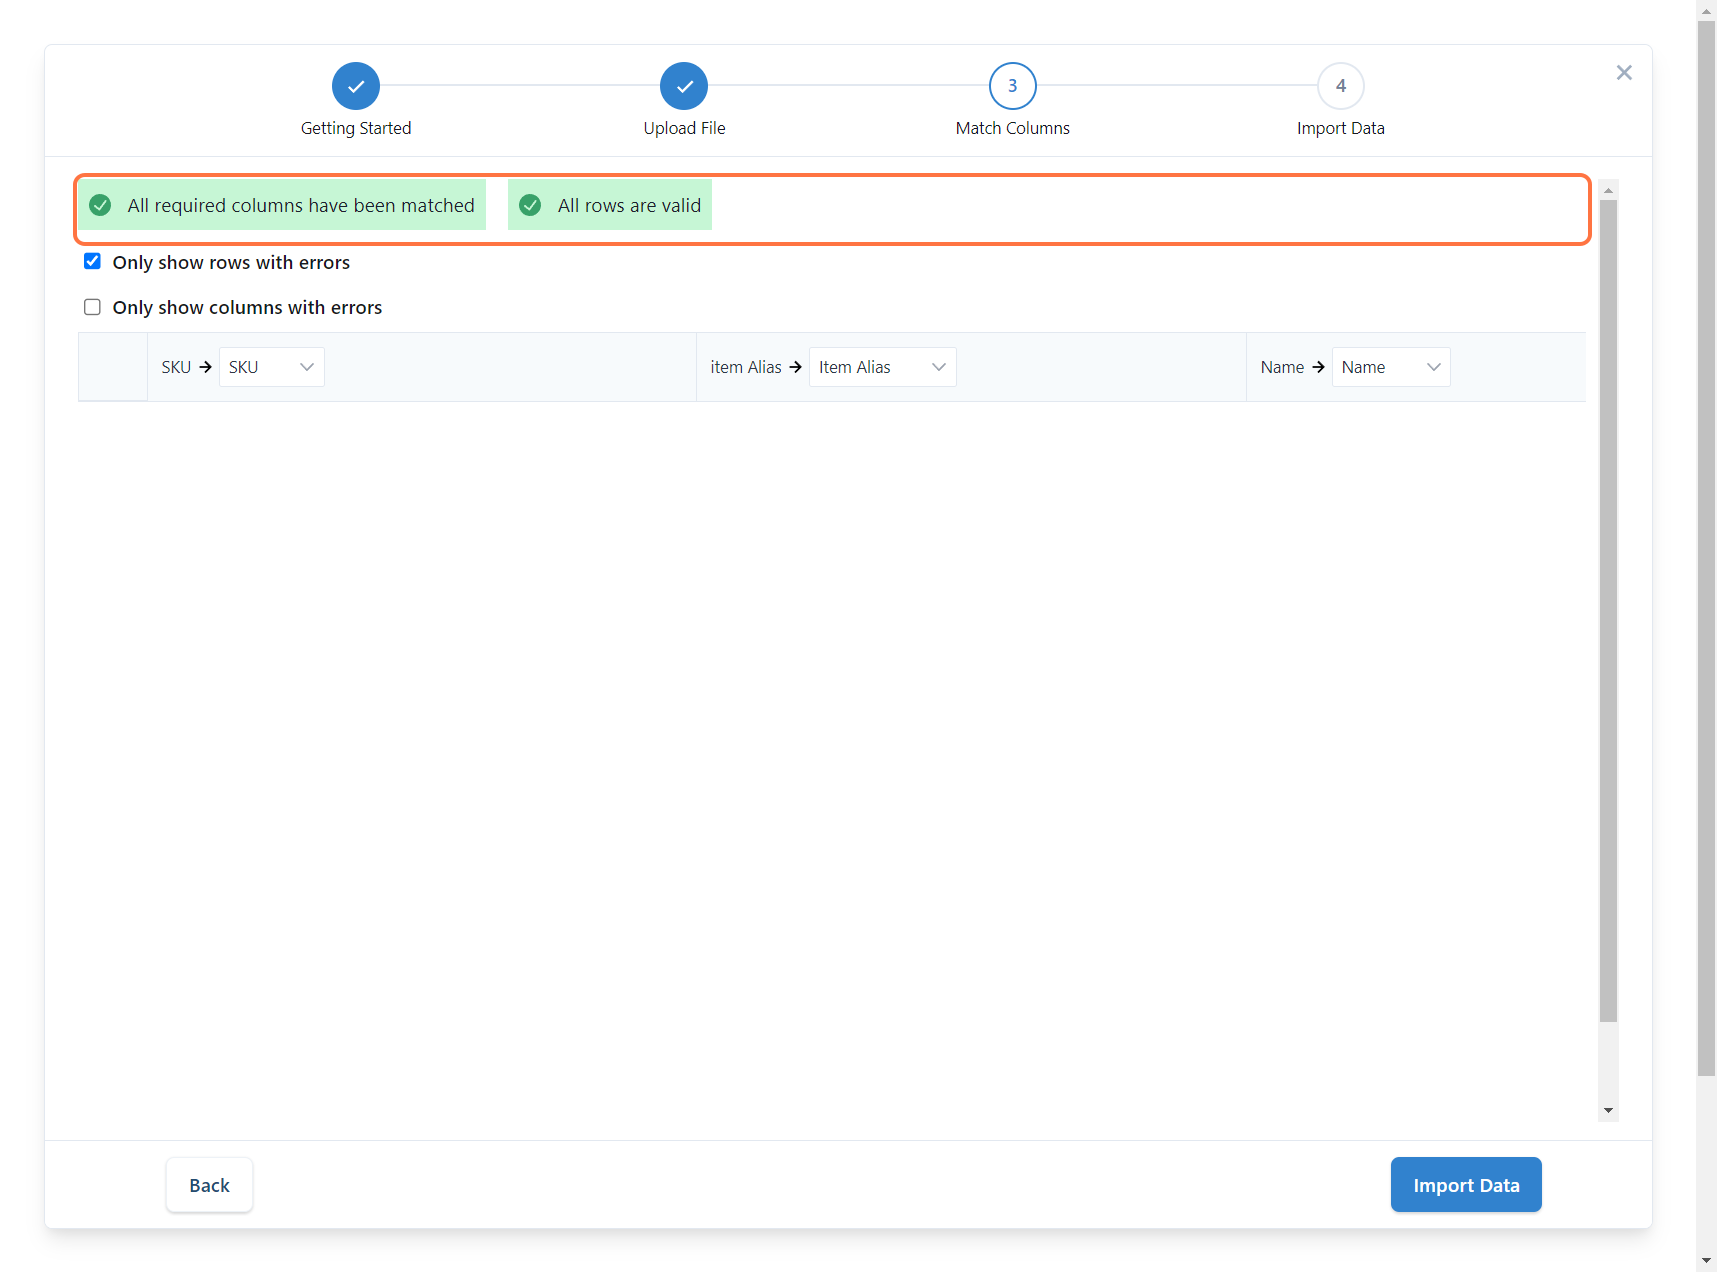 3
4
Getting Started
Upload File
Match Columns
Import Data
All required columns have been matched
All rows are valid
Only show rows with errors
Only show columns with errors
SKU → SKU
item Alias → Item Alias
Name → Name
Back
Import Data